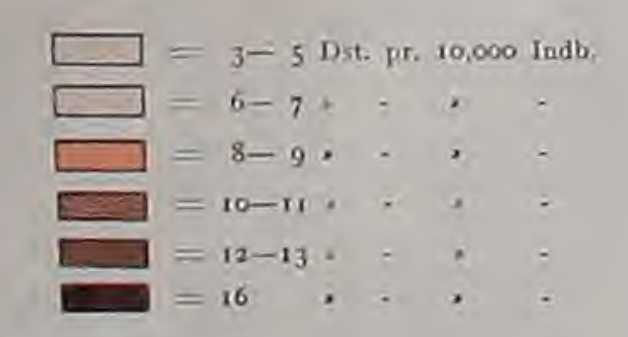 = 3— 5 Dst. pr. 10,000 Indb.
= 6— 7 » - » -
= 8— 9 » - » -
= 10—11 » - » -
= 12—13 » - » -
= 16 » - » -